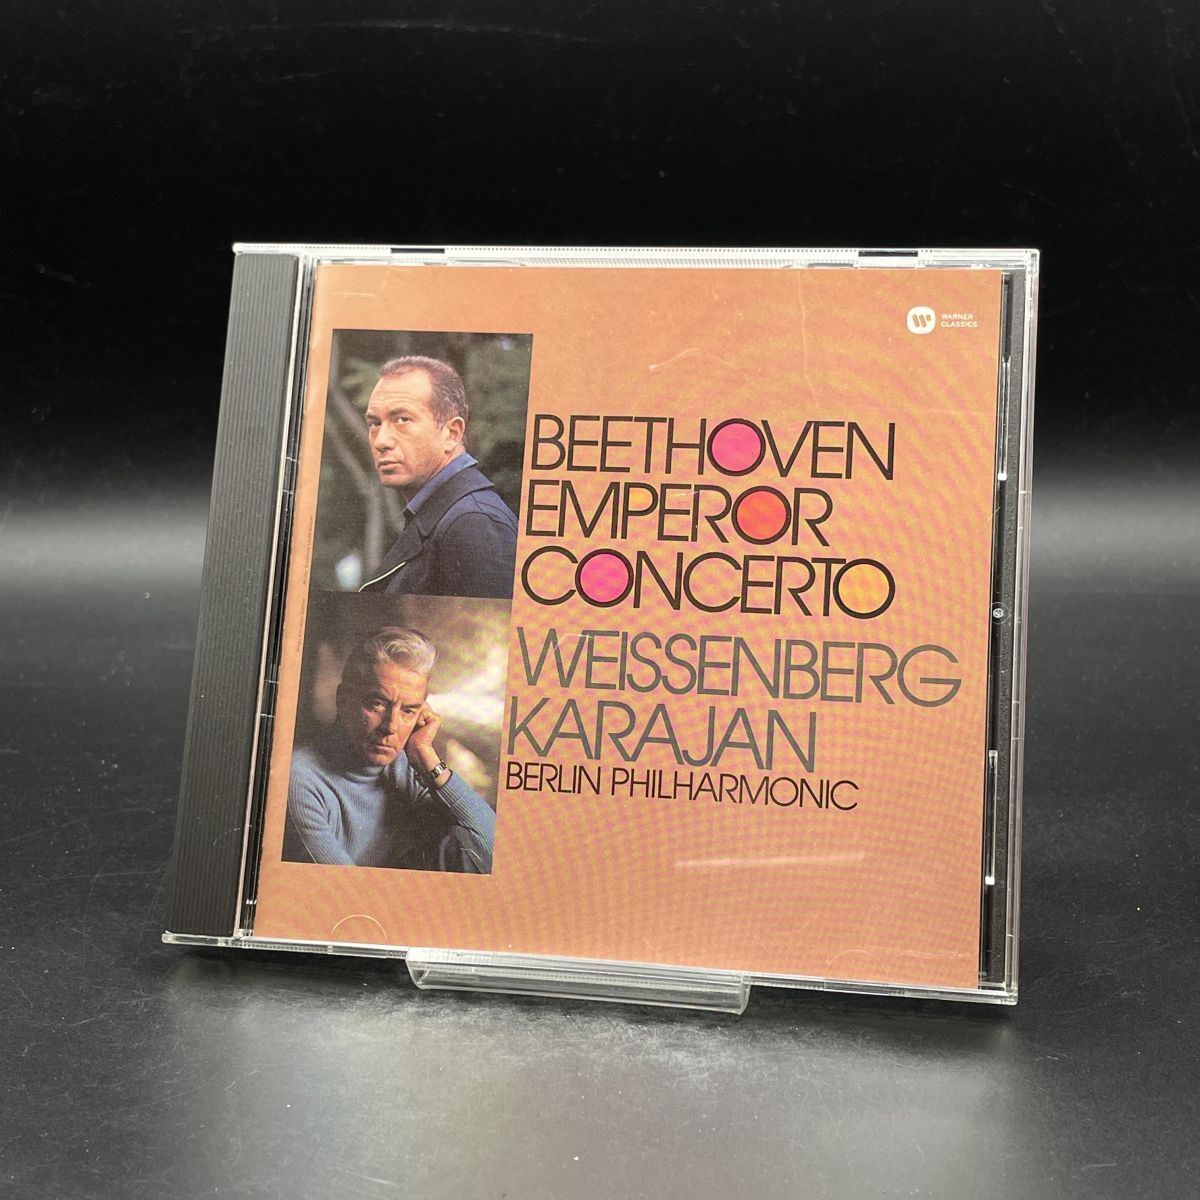 WARNER
CLASSICS
BEETHOVEN
EMPEROR
CONCERTO
WEISSENBERG
KARAJAN
BERLIN PHILHARMONIC